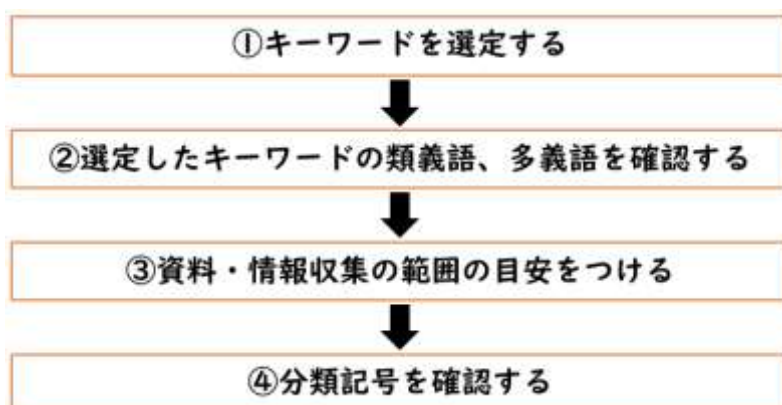 ①キーワードを選定する
②選定したキーワードの類義語、多義語を確認する
③資料・情報収集の範囲の目安をつける
④分類記号を確認する